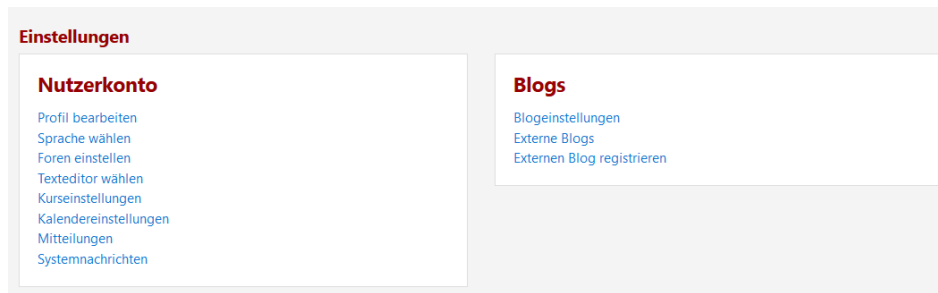 Einstellungen
Nutzerkonto
Profil bearbeiten
Sprache wählen
Foren einstellen
Texteditor wählen
Kurseinstellungen
Kalendereinstellungen
Mitteilungen
Systemnachrichten
Blogs
Blogeinstellungen
Externe Blogs
Externen Blog registrieren